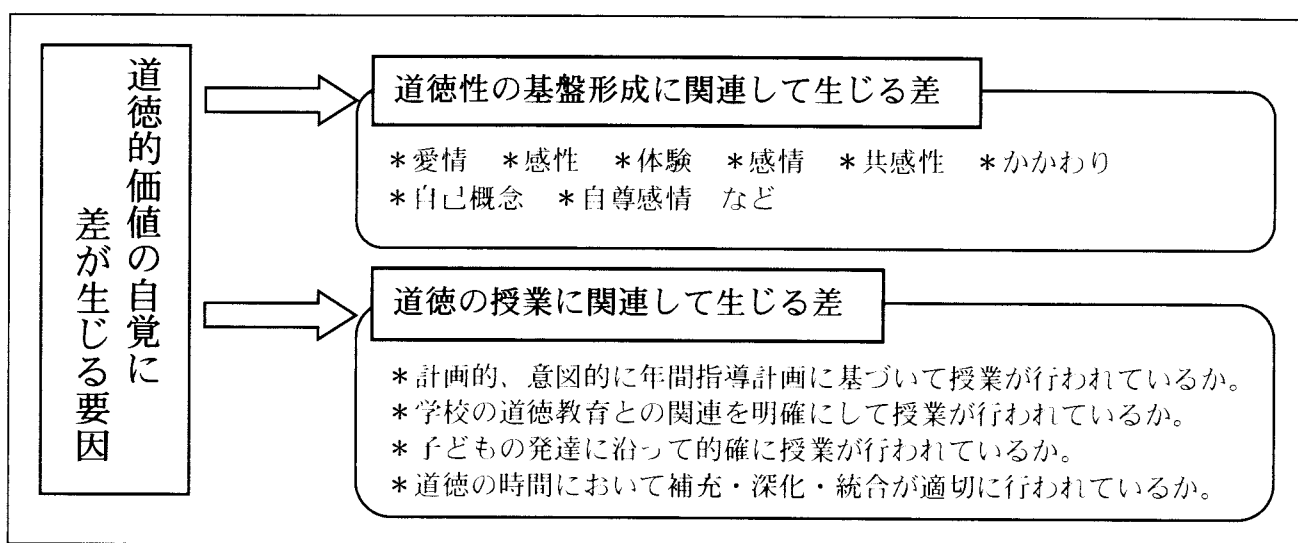 道徳的価値の自覚に
差が生じる要因
道徳性の基盤形成に関連して生じる差
＊愛情　＊感性　＊体験　＊感情　＊共感性　＊かかわり
＊自己概念　＊自尊感情　など
道徳の授業に関連して生じる差
＊計画的、意図的に年間指導計画に基づいて授業が行われているか。
＊学校の道徳教育との関連を明確にして授業が行われているか。
＊子どもの発達に沿って的確に授業が行われているか。
＊道徳の時間において補充・深化・統合が適切に行われているか。